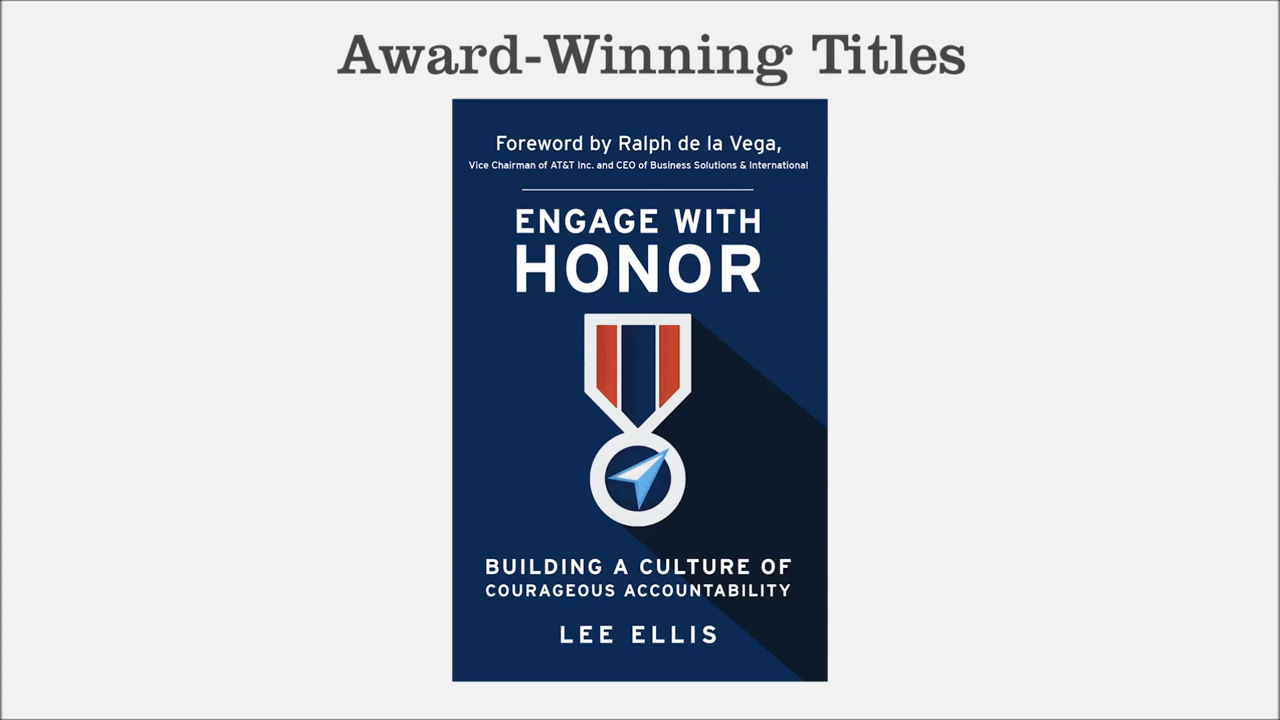 Award-Winning Titles
Foreword by Ralph de la Vega,
Vice Chairman of AT&T Inc. and CEO of Business Solutions & International
ENGAGE WITH
HONOR
BUILDING A CULTURE OF
COURAGEOUS ACCOUNTABILITY
LEE ELLIS